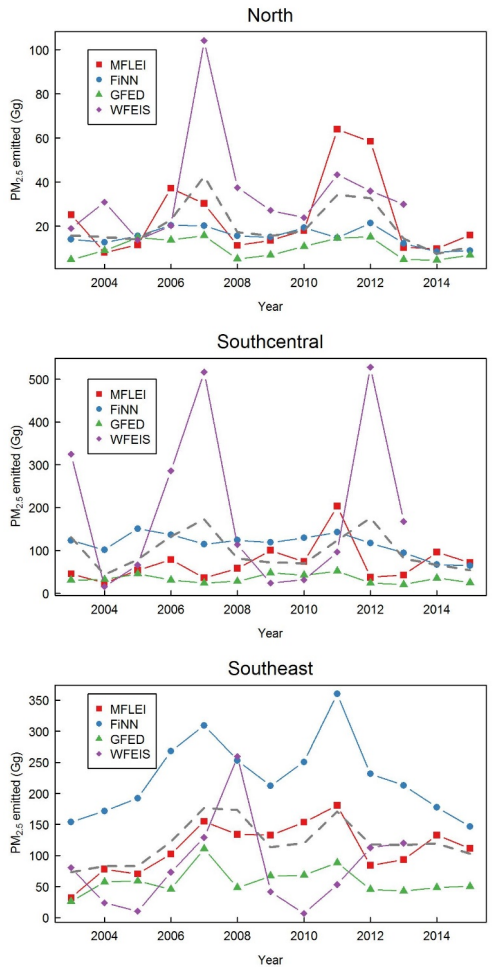 North
PM2.5 emitted (Gg)
100
80
60
40
20
MFLEI
FiNN
GFED
WFEIS
2004 2006 2008 2010 2012 2014
Year
Southcentral
PM2.5 emitted (Gg)
500
400
300
200
100
0
MFLEI
FiNN
GFED
WFEIS
2004 2006 2008 2010 2012 2014
Year
Southeast
PM2.5 emitted (Gg)
350
300
250
200
150
100
50
0
MFLEI
FiNN
GFED
WFEIS
2004 2006 2008 2010 2012 2014
Year